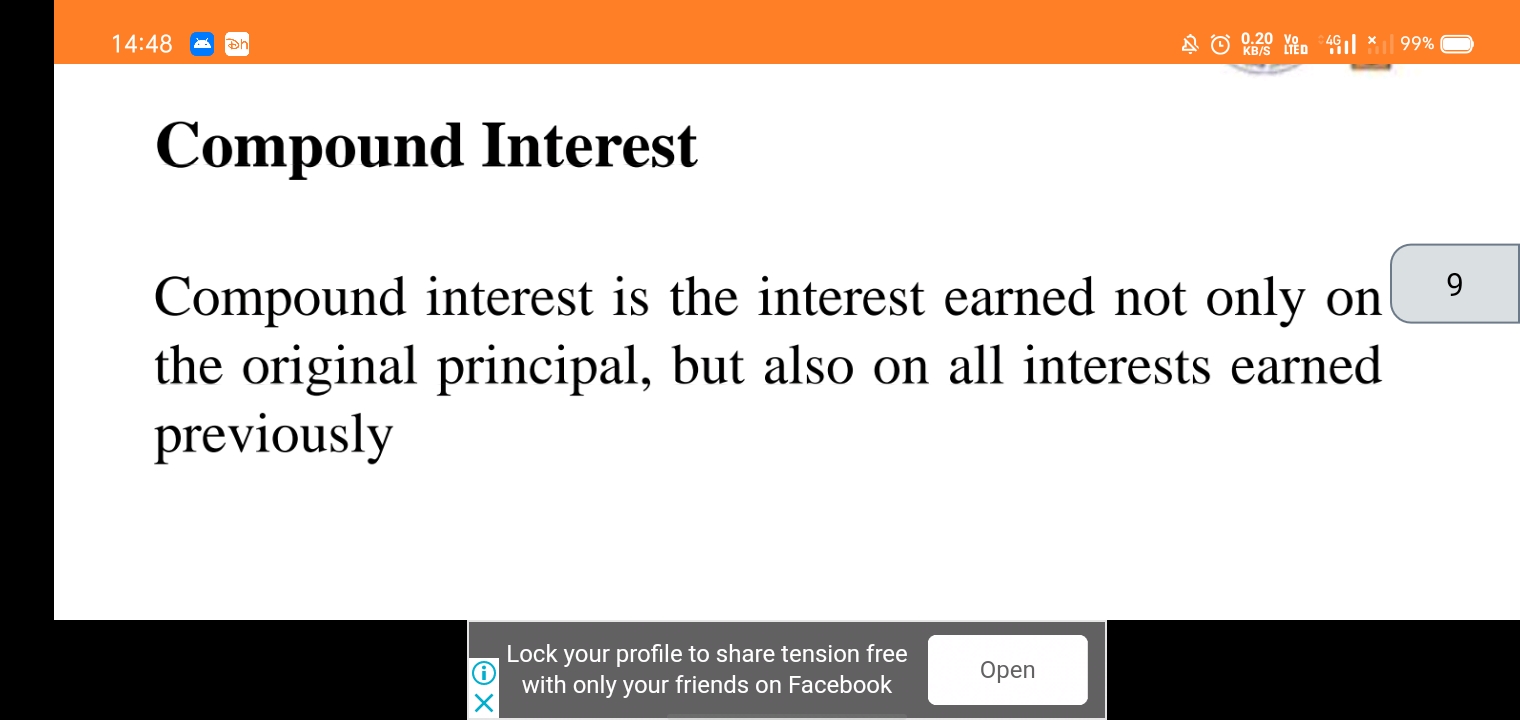 14:48 Dh 0.20 KB/S Vo LTE 4G 99%
Compound Interest
Compound interest is the interest earned not only on
the original principal, but also on all interests earned
previously
9
Lock your profile to share tension free
with only your friends on Facebook
Open